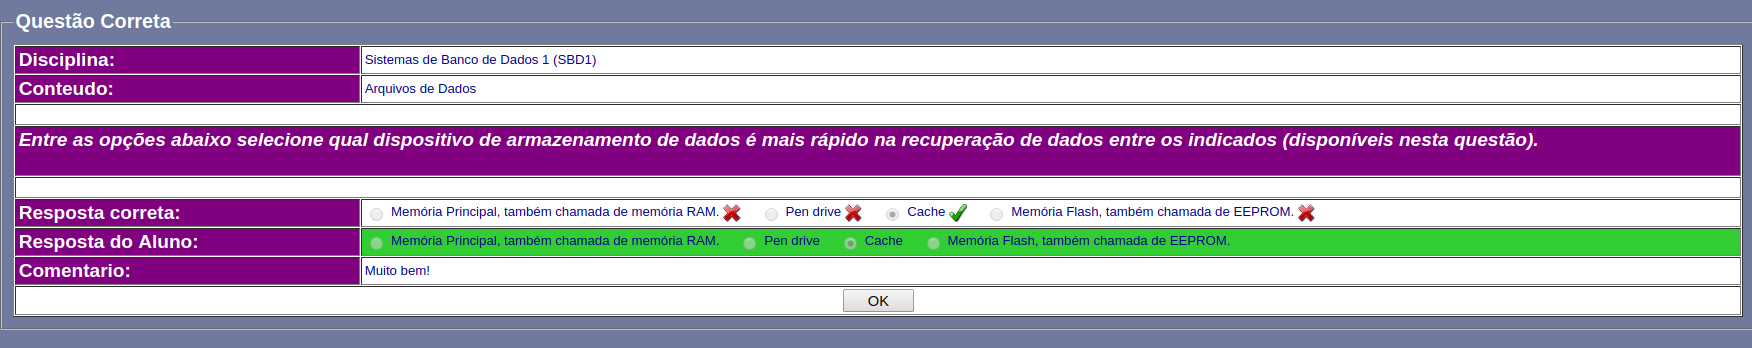 Questão Correta
Disciplina: Sistemas de Banco de Dados 1 (SBD1)
Conteudo: Arquivos de Dados
Entre as opções abaixo selecione qual dispositivo de armazenamento de dados é mais rápido na recuperação de dados entre os indicados (disponíveis nesta questão).
Resposta correta: Memória Principal, também chamada de memória RAM. Pen drive Cache Memória Flash, também chamada de EEPROM.
Resposta do Aluno: Memória Principal, também chamada de memória RAM. Pen drive Cache Memória Flash, também chamada de EEPROM.
Comentario: Muito bem!
OK